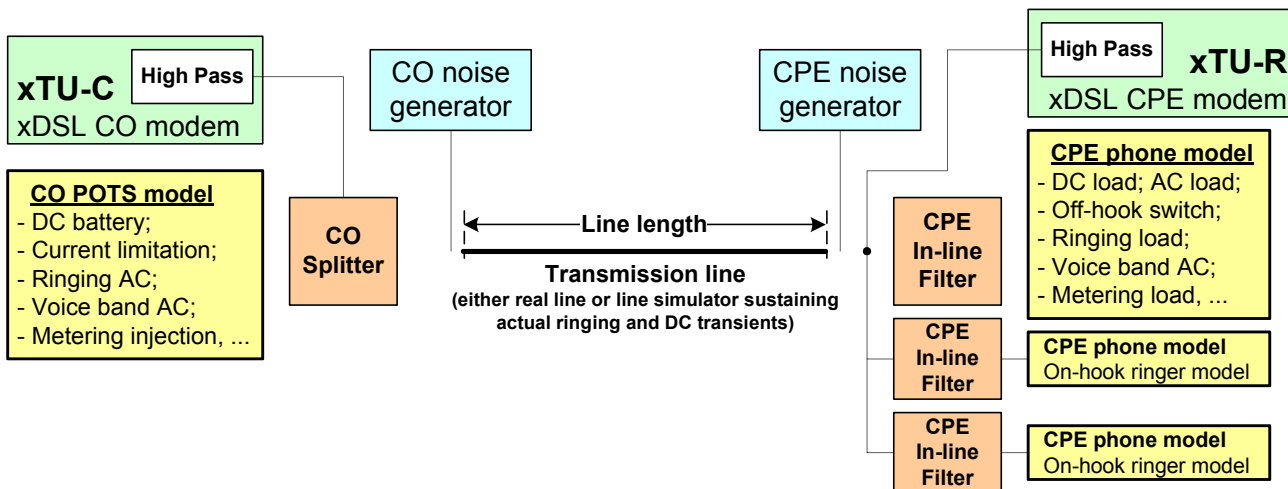 xTU-C
High Pass
xDSL CO modem
CO noise
generator
CPE noise
generator
High Pass
xTU-R
xDSL CPE modem
CO POTS model
- DC battery;
- Current limitation;
- Ringing AC;
- Voice band AC;
- Metering injection, ...
CO
Splitter
Line length
Transmission line
(either real line or line simulator sustaining
actual ringing and DC transients)
CPE
In-line
Filter
CPE phone model
- DC load; AC load;
- Off-hook switch;
- Ringing load;
- Voice band AC;
- Metering load, ...
CPE
In-line
Filter
CPE phone model
On-hook ringer model
CPE
In-line
Filter
CPE phone model
On-hook ringer model